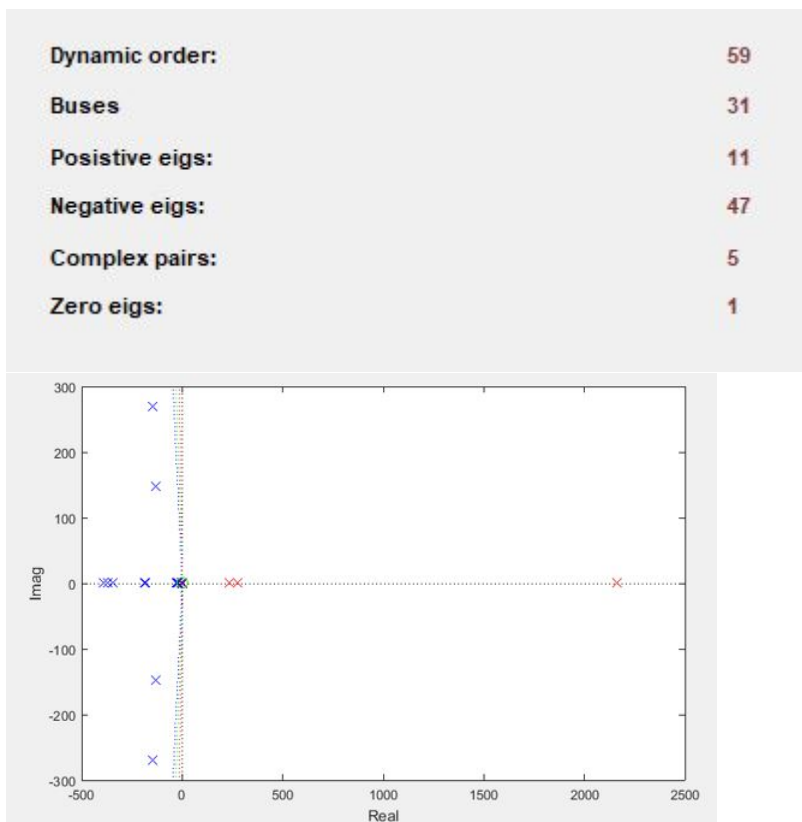 Dynamic order: 59
Buses 31
Posistive eigs: 11
Negative eigs: 47
Complex pairs: 5
Zero eigs: 1
300
200
100
0
-100
-200
-300
Imag
-500 0 500 1000 1500 2000 2500
Real